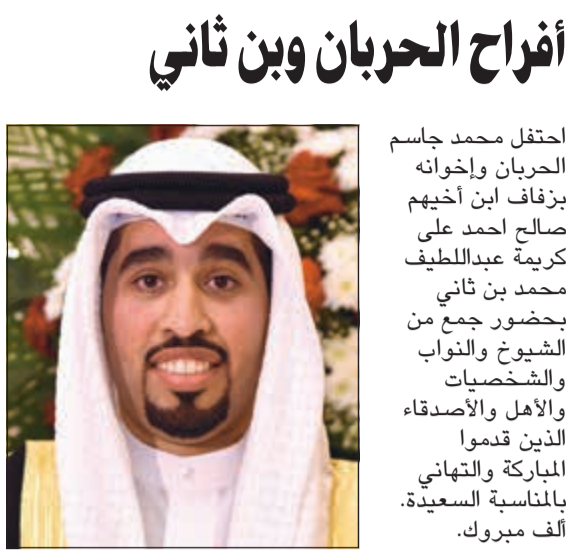 أفراح الحربان وبن ثاني
احتفل محمد جاسم
الحربان وإخوانه
بزفاف ابن أخيهم
صالح احمد على
كريمة عبداللطيف
محمد بن ثاني
بحضور جمع من
الشيوخ والنواب
والشخصيات
والأهل والأصدقاء
الذين قدموا
المباركة والتهاني
بالمناسبة السعيدة.
ألف مبروك.